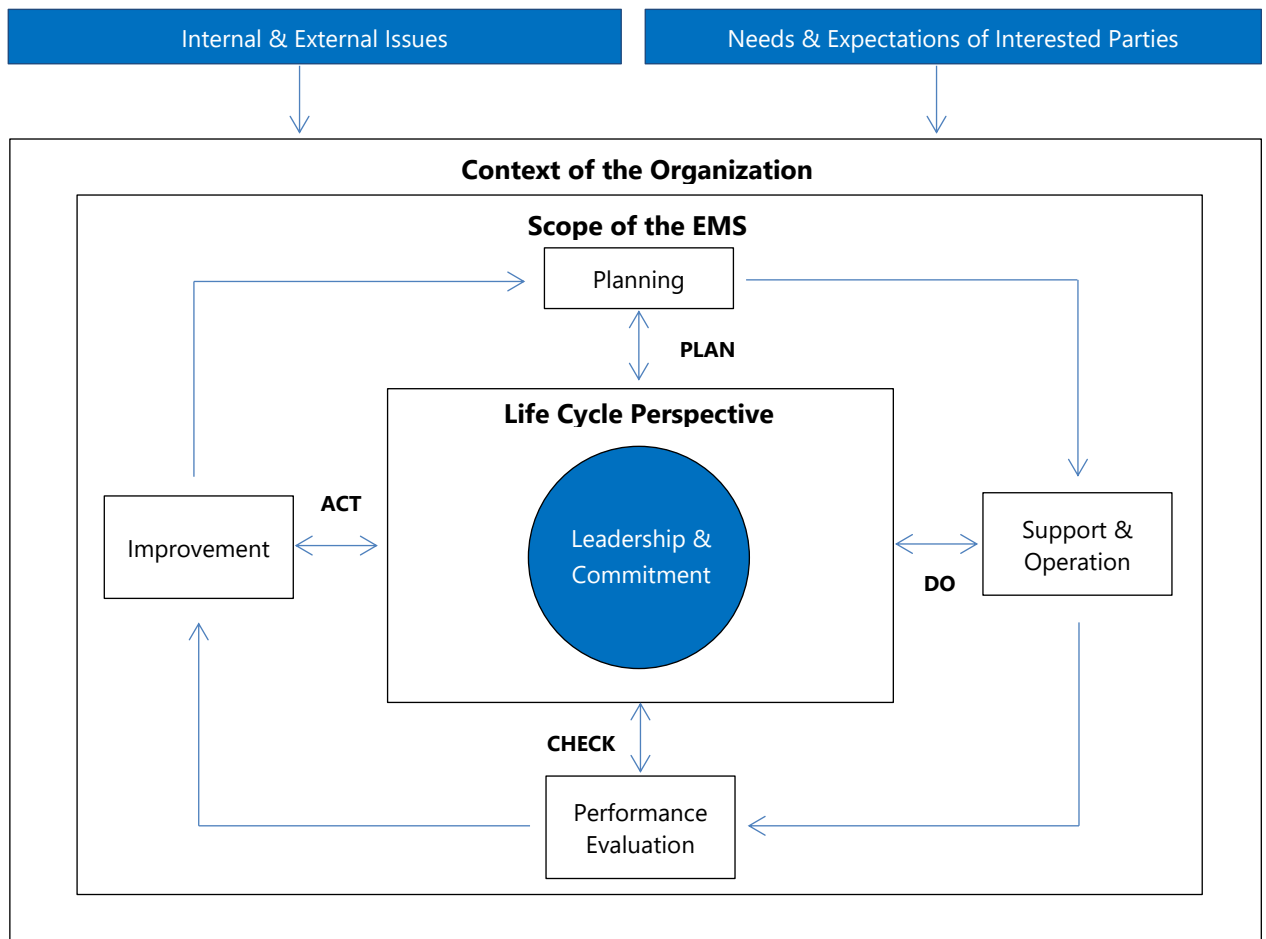 Internal & External Issues
Needs & Expectations of Interested Parties
Context of the Organization
Scope of the EMS
Planning
PLAN
Life Cycle Perspective
ACT
Improvement
Leadership &
Commitment
Support &
Operation
DO
CHECK
Performance
Evaluation